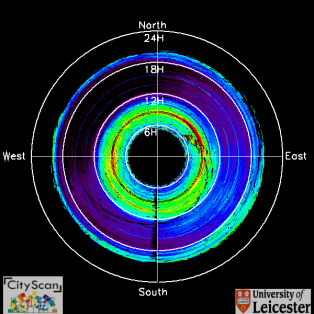 North
24H
18H
12H
6H
West
East
South
CityScan
University of
Leicester